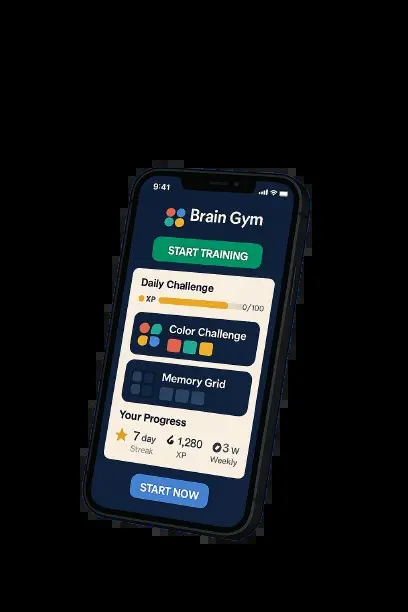 9:41
Brain Gym
START TRAINING
Daily Challenge
XP 0/100
Color Challenge
Memory Grid
Your Progress
7 day 1,280 3 W
Streak XP Weekly
START NOW